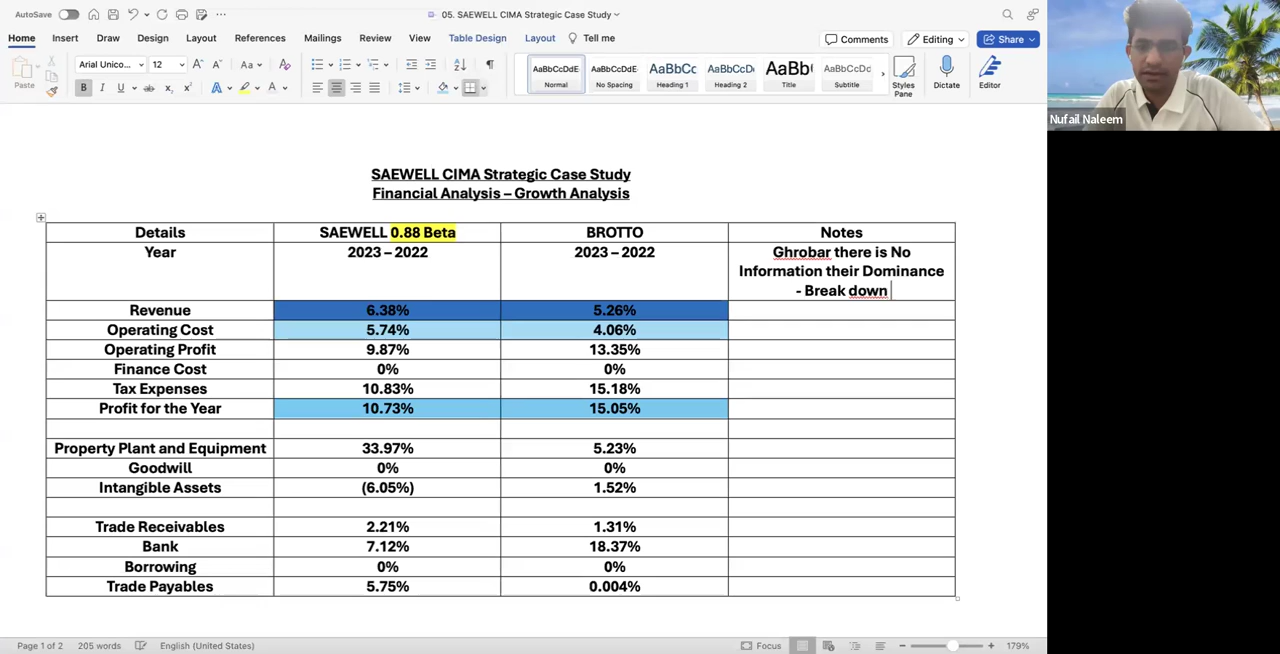 AutoSave
05. SAEWELL CIMA Strategic Case Study
Home Insert Draw Design Layout References Mailings Review View Table Design Layout Tell me
Comments Editing Share
Paste Arial Unico... 12
AaBbCcDdE AaBbCcDdE AaBbCc AaBbCcD AaBb AaBbCcDc
Normal No Spacing Heading 1 Heading 2 Title Subtitle
Styles Pane Dictate Editor
Nufail Naleem
SAEWELL CIMA Strategic Case Study
Financial Analysis – Growth Analysis
Details SAEWELL 0.88 Beta BROTTO Notes
Year 2023 – 2022 2023 – 2022 Ghrobar there is No
Information their Dominance
- Break down
Revenue 6.38% 5.26%
Operating Cost 5.74% 4.06%
Operating Profit 9.87% 13.35%
Finance Cost 0% 0%
Tax Expenses 10.83% 15.18%
Profit for the Year 10.73% 15.05%
Property Plant and Equipment 33.97% 5.23%
Goodwill 0% 0%
Intangible Assets (6.05%) 1.52%
Trade Receivables 2.21% 1.31%
Bank 7.12% 18.37%
Borrowing 0% 0%
Trade Payables 5.75% 0.004%
Page 1 of 2 205 words English (United States) Focus 179%